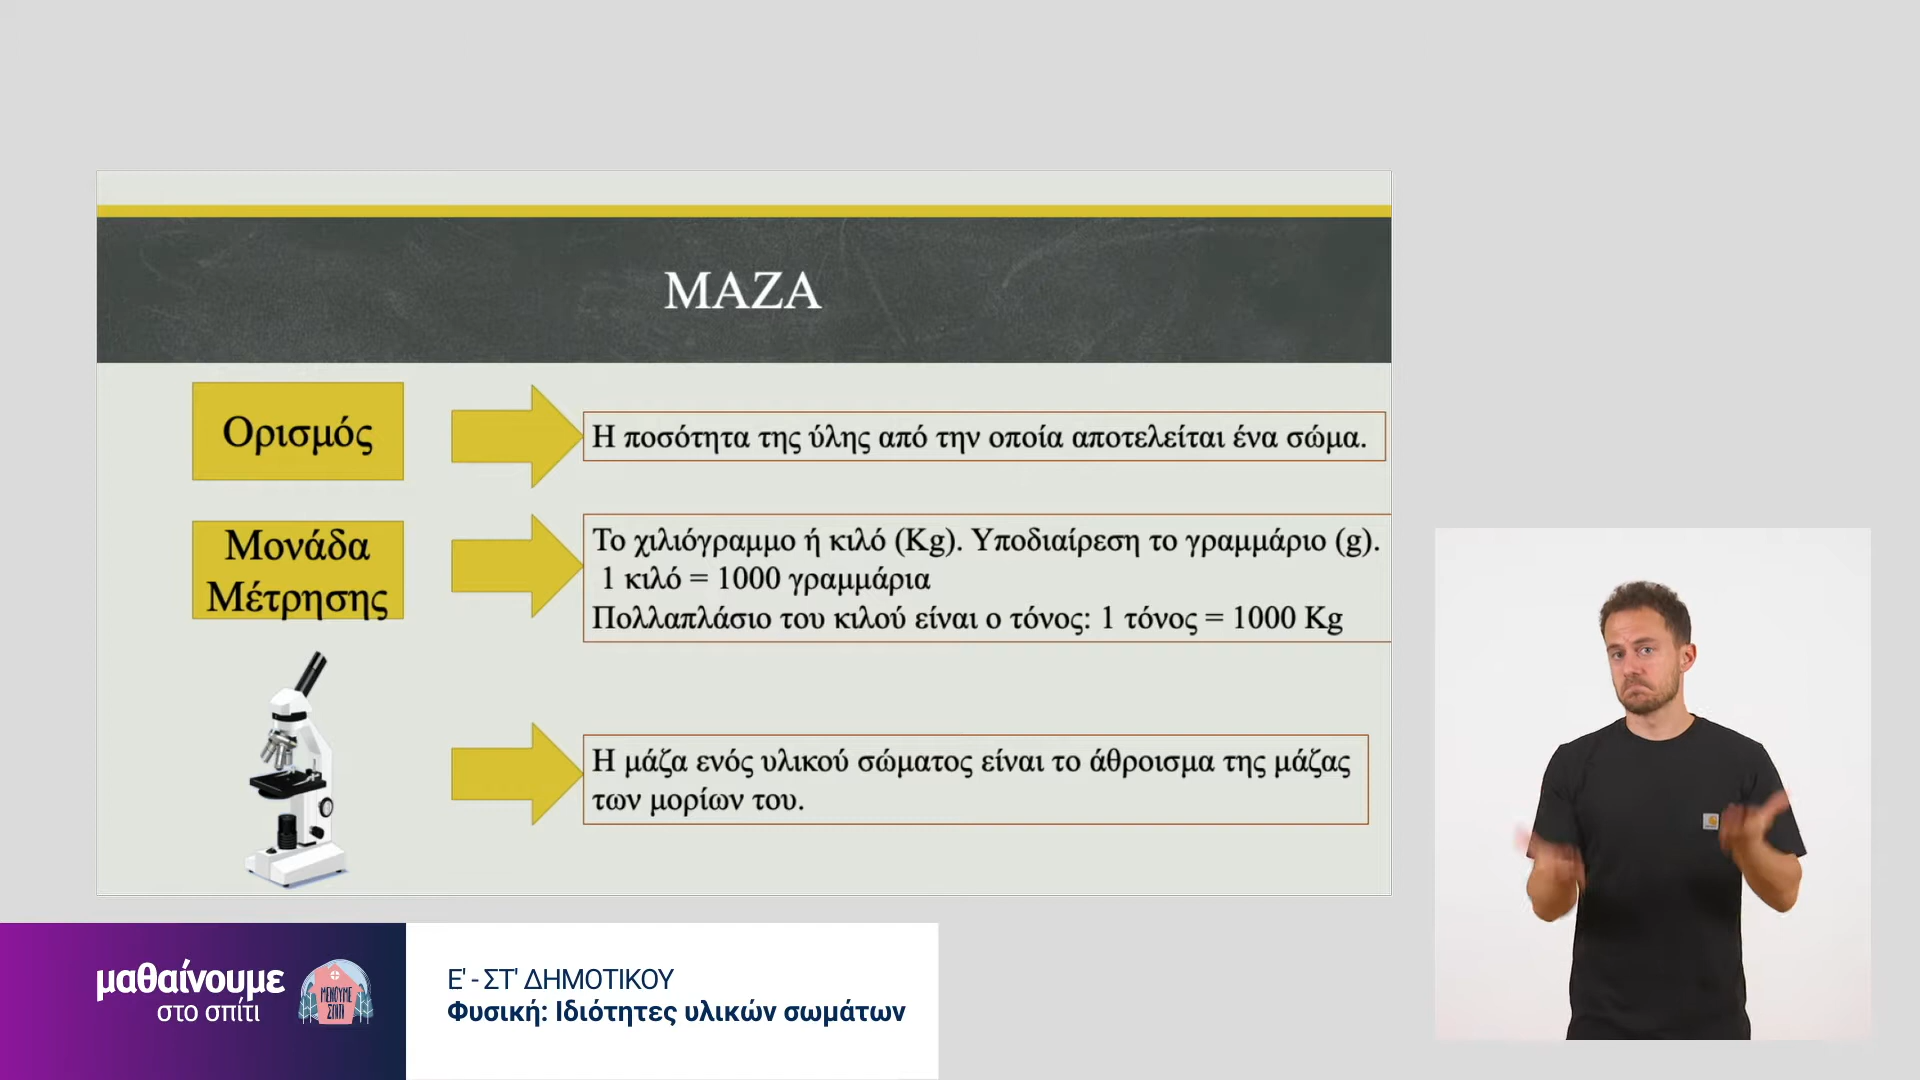 ΜΑΖΑ
Ορισμός
Η ποσότητα της ύλης από την οποία αποτελείται ένα σώμα.
Μονάδα
Μέτρησης
Το χιλιόγραμμο ή κιλό (Kg). Υποδιαίρεση το γραμμάριο (g).
1 κιλό = 1000 γραμμάρια
Πολλαπλάσιο του κιλού είναι ο τόνος: 1 τόνος = 1000 Kg
Η μάζα ενός υλικού σώματος είναι το άθροισμα της μάζας
των μορίων του.
μαθαίνουμε
στο σπίτι
ΜΕΝΟΥΜΕ
ΣΠΙΤΙ
Ε' - ΣΤ' ΔΗΜΟΤΙΚΟΥ
Φυσική: Ιδιότητες υλικών σωμάτων